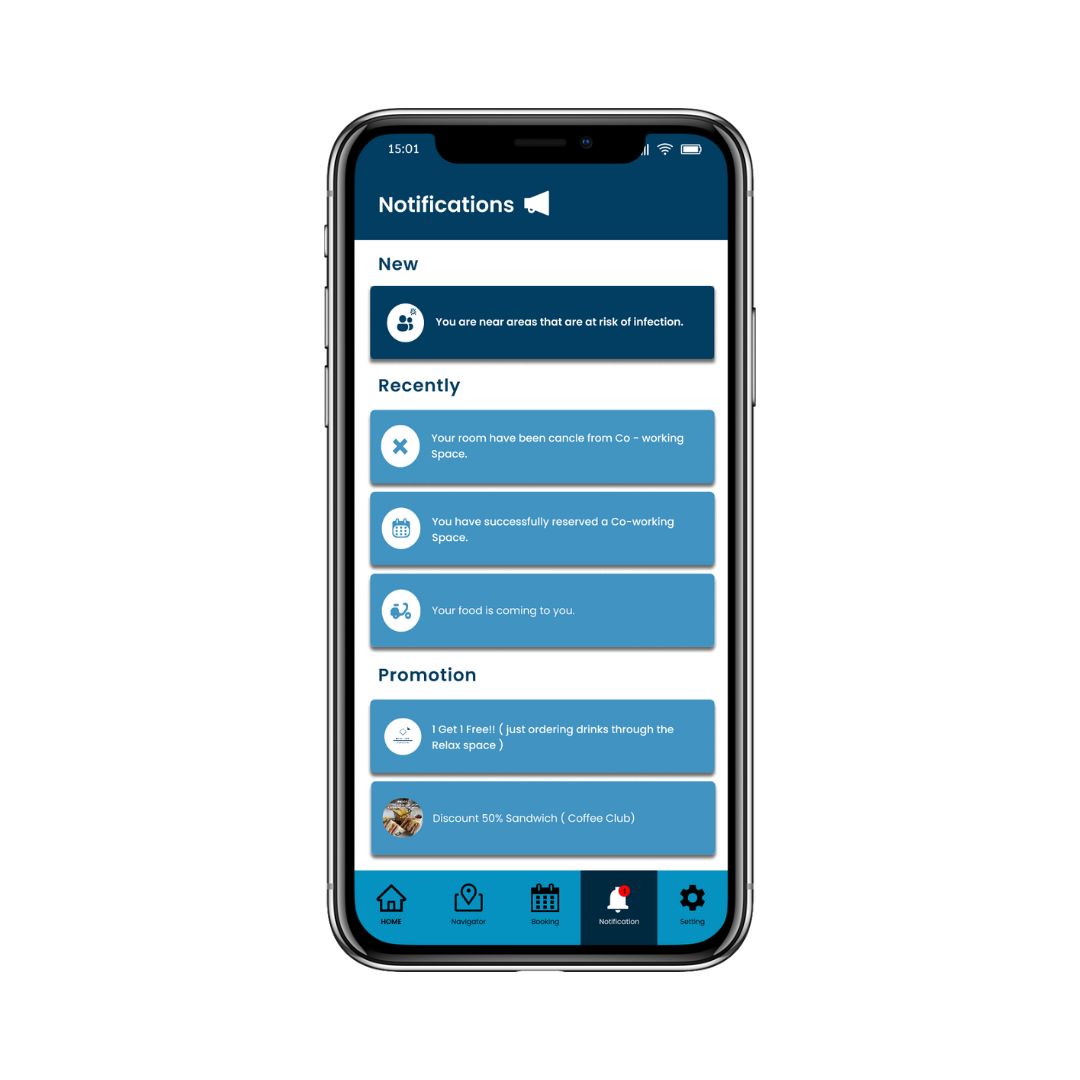 15:01
Notifications
New
You are near areas that are at risk of infection.
Recently
Your room have been cancle from Co - working
Space.
You have successfully reserved a Co-working
Space.
Your food is coming to you.
Promotion
1 Get 1 Free!! ( just ordering drinks through the
Relax space )
Discount 50% Sandwich ( Coffee Club)
HOME
Navigator
Booking
Notification
Setting